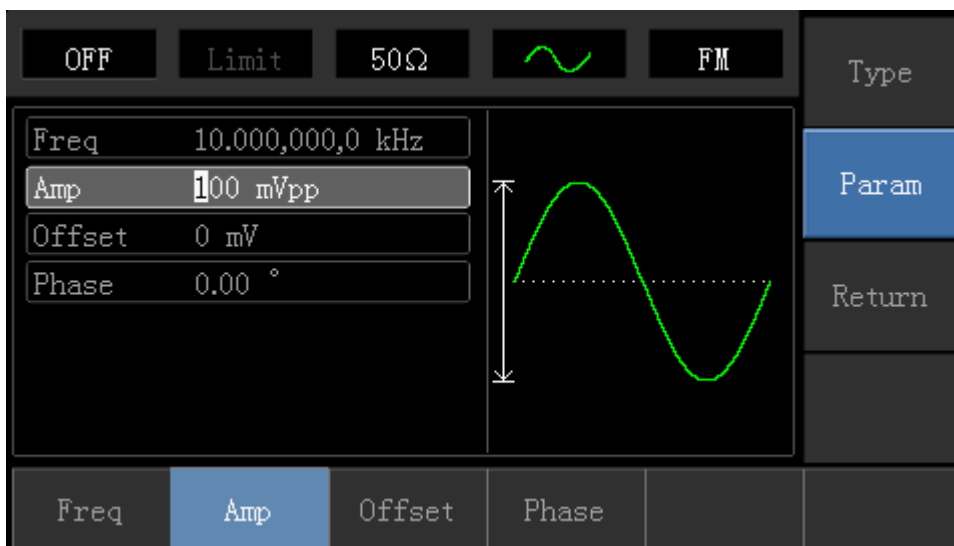 OFF Limit 50Ω FM
Type
Freq 10.000,000,0 kHz
Amp 100 mVpp
Param
Offset 0 mV
Phase 0.00 °
Return
Freq Amp Offset Phase